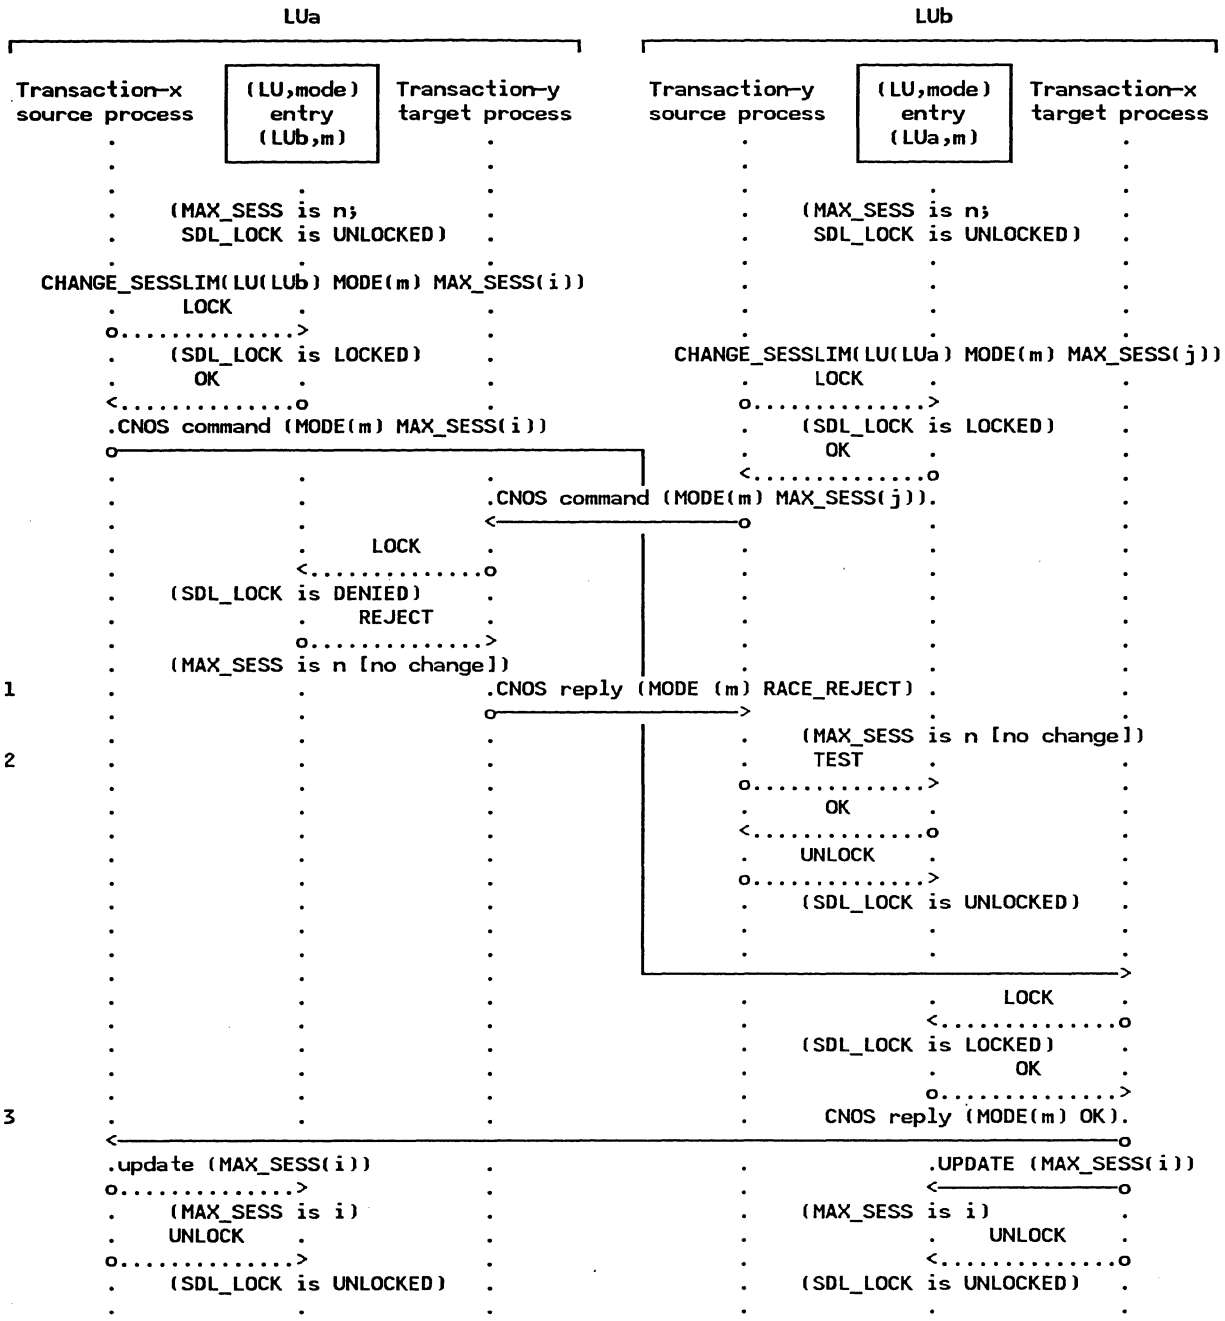 LUa LUb
Transaction-x (LU,mode) Transaction-y Transaction-y (LU,mode) Transaction-x
source process entry target process source process entry target process
(LUb,m) (LUa,m)
(MAX_SESS is n; (MAX_SESS is n;
SDL_LOCK is UNLOCKED) SDL_LOCK is UNLOCKED)
CHANGE_SESSLIM(LU(LUb) MODE(m) MAX_SESS(i))
LOCK
(SDL_LOCK is LOCKED) CHANGE_SESSLIM(LU(LUa) MODE(m) MAX_SESS(j))
OK LOCK
.CNOS command (MODE(m) MAX_SESS(i)) (SDL_LOCK is LOCKED)
OK
.CNOS command (MODE(m) MAX_SESS(j)).
LOCK
(SDL_LOCK is DENIED)
REJECT
(MAX_SESS is n [no change])
1 .CNOS reply (MODE (m) RACE_REJECT) .
(MAX_SESS is n [no change])
2 TEST
OK
UNLOCK
(SDL_LOCK is UNLOCKED)
LOCK
(SDL_LOCK is LOCKED)
OK
3 CNOS reply (MODE(m) OK).
.update (MAX_SESS(i)) .UPDATE (MAX_SESS(i))
(MAX_SESS is i) (MAX_SESS is i)
UNLOCK UNLOCK
(SDL_LOCK is UNLOCKED) (SDL_LOCK is UNLOCKED)